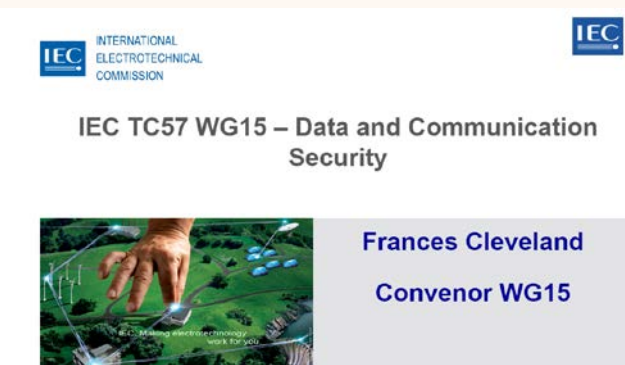 IEC
INTERNATIONAL
ELECTROTECHNICAL
COMMISSION
IEC
IEC TC57 WG15 – Data and Communication
Security
Frances Cleveland
Convenor WG15
IEC. Making electrotechnology
work for you